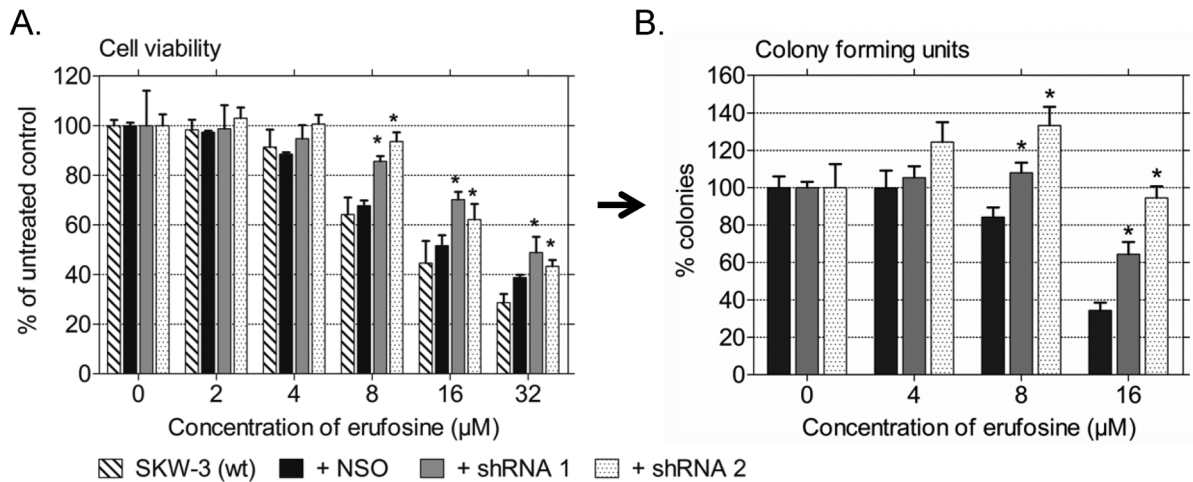 A.
Cell viability
% of untreated control
120
100
80
60
40
20
0
* * * * * *
0 2 4 8 16 32
Concentration of erufosine (µM)
B.
Colony forming units
% colonies
160
140
120
100
80
60
40
20
0
* * * *
0 4 8 16
Concentration of erufosine (µM)
SKW-3 (wt) + NSO + shRNA 1 + shRNA 2